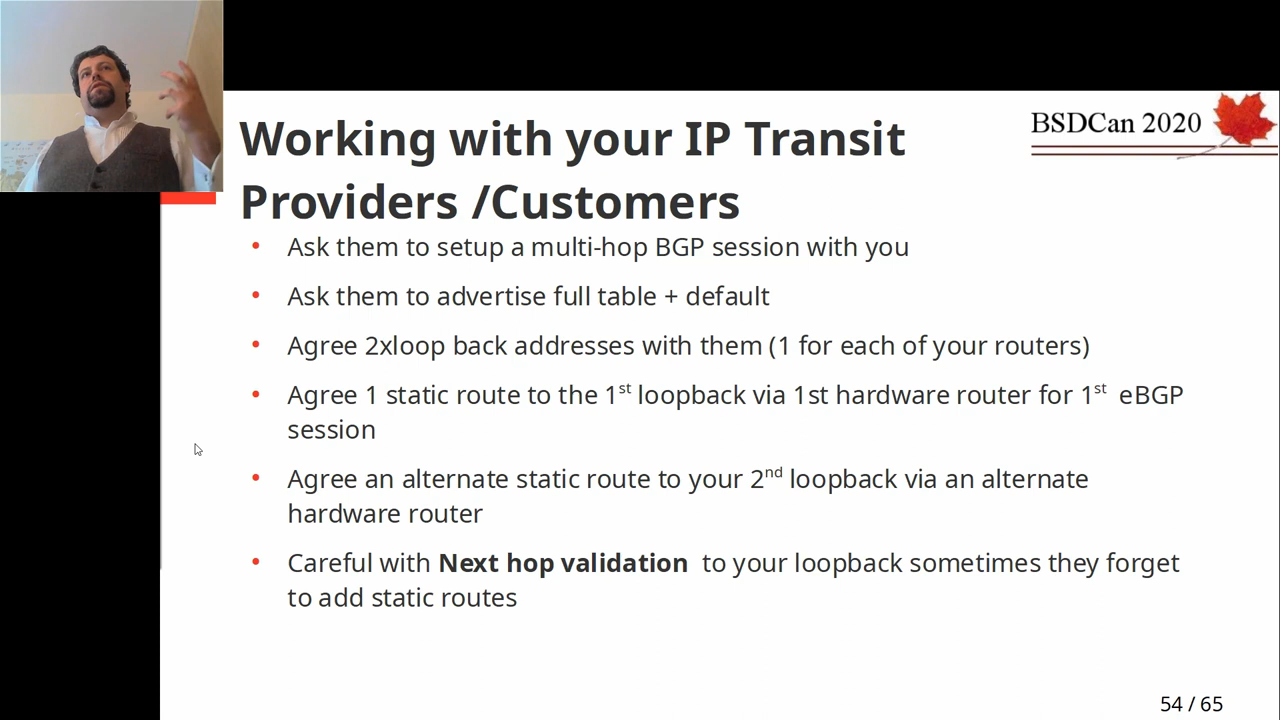 BSDCan 2020
Working with your IP Transit
Providers /Customers
• Ask them to setup a multi-hop BGP session with you
• Ask them to advertise full table + default
• Agree 2xloop back addresses with them (1 for each of your routers)
• Agree 1 static route to the 1st loopback via 1st hardware router for 1st eBGP
session
• Agree an alternate static route to your 2nd loopback via an alternate
hardware router
• Careful with Next hop validation to your loopback sometimes they forget
to add static routes
54 / 65